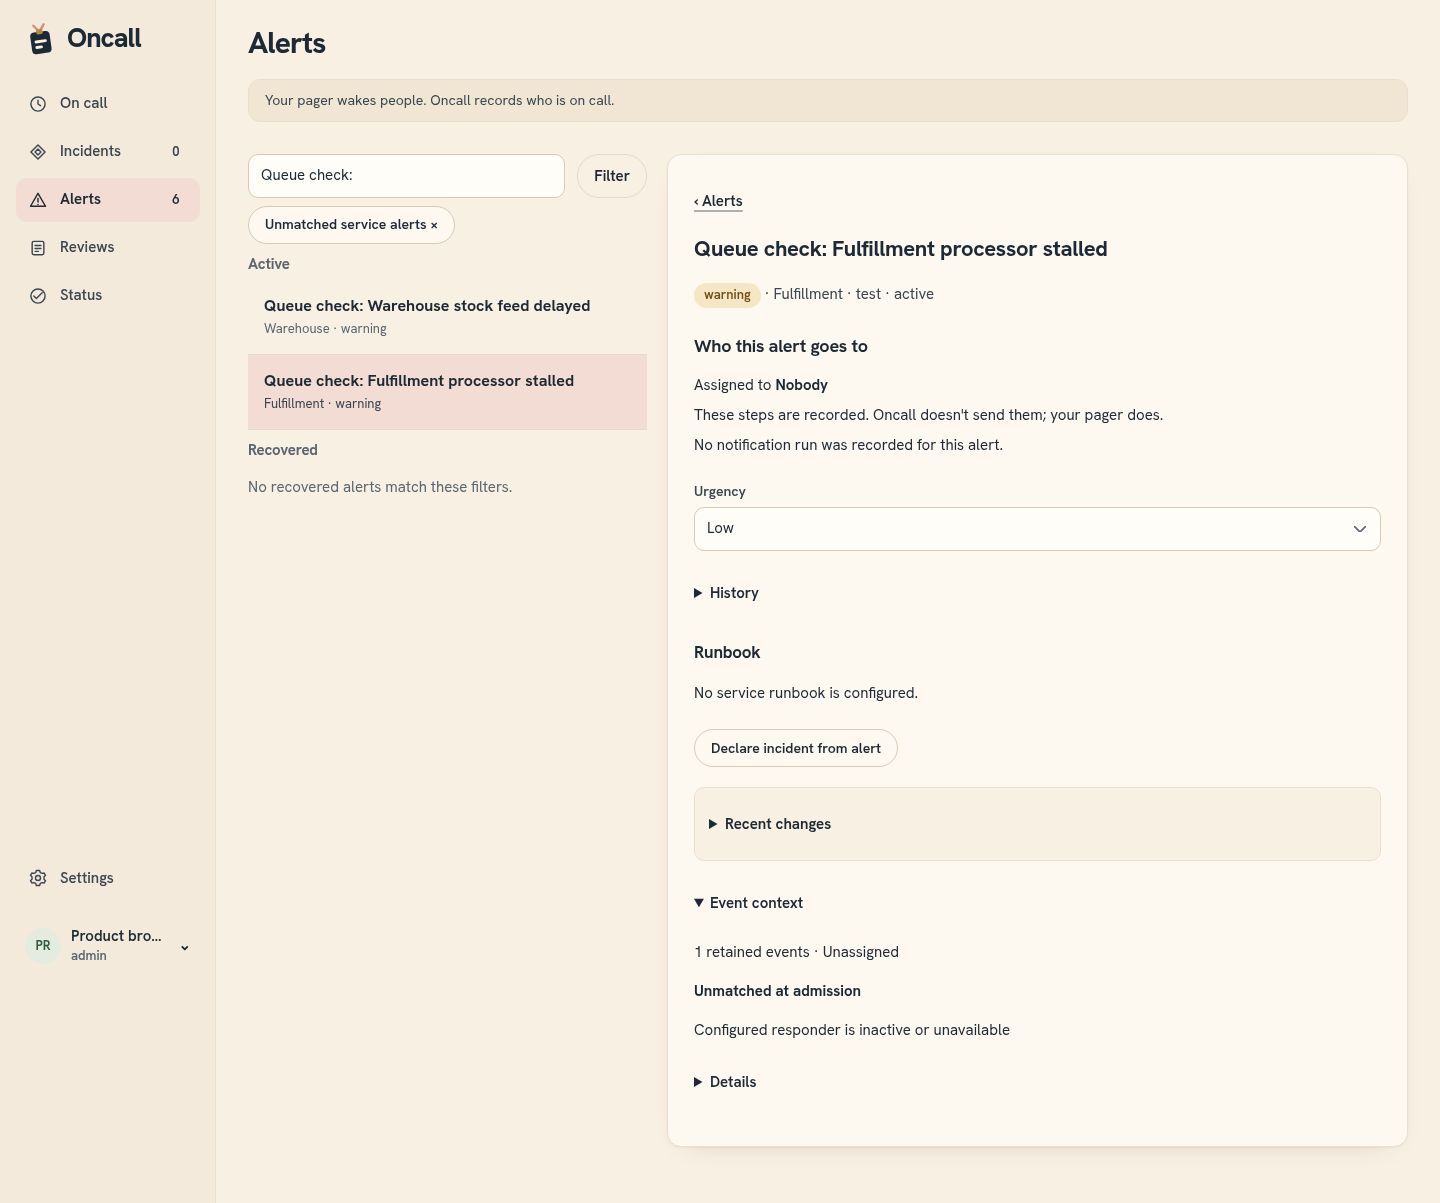 Oncall
On call
Incidents 0
Alerts 6
Reviews
Status
Settings
PR
Product bro...
admin
Alerts
Your pager wakes people. Oncall records who is on call.
Queue check:
Filter
Unmatched service alerts ×
Active
Queue check: Warehouse stock feed delayed
Warehouse · warning
Queue check: Fulfillment processor stalled
Fulfillment · warning
Recovered
No recovered alerts match these filters.
‹ Alerts
Queue check: Fulfillment processor stalled
warning · Fulfillment · test · active
Who this alert goes to
Assigned to Nobody
These steps are recorded. Oncall doesn't send them; your pager does.
No notification run was recorded for this alert.
Urgency
Low
History
Runbook
No service runbook is configured.
Declare incident from alert
Recent changes
Event context
1 retained events · Unassigned
Unmatched at admission
Configured responder is inactive or unavailable
Details